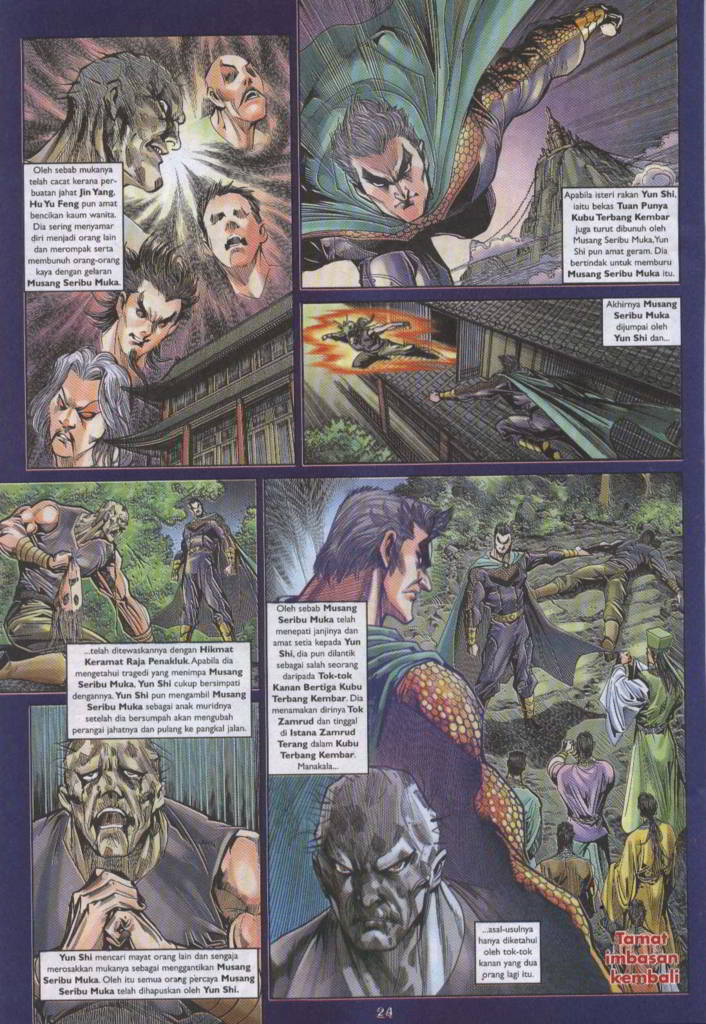 Oleh sebab mukanya
telah cacat kerana per-
buatan jahat Jin Yang,
Hu Yu Feng pun amat
bencikan kaum wanita.
Dia sering menyamar
diri menjadi orang lain
dan merompak serta
membunuh orang-orang
kaya dengan gelaran
Musang Seribu Muka.
Apabila isteri rakan Yun Shi,
iaitu bekas Tuan Punya
Kubu Terbang Kembar
juga turut dibunuh oleh
Musang Seribu Muka,Yun
Shi pun amat geram. Dia
bertindak untuk memburu
Musang Seribu Muka itu.
Akhirnya Musang
Seribu Muka
dijumpai oleh
Yun Shi dan...
...telah ditewaskannya dengan Hikmat
Keramat Raja Penakluk. Apabila dia
mengetahui tragedi yang menimpa Musang
Seribu Muka, Yun Shi cukup bersimpati
dengannya. Yun Shi pun mengambil Musang
Seribu Muka sebagai anak muridnya
setelah dia bersumpah akan mengubah
perangai jahatnya dan pulang ke pangkal jalan.
Yun Shi mencari mayat orang lain dan sengaja
merosakkan mukanya sebagai menggantikan Musang
Seribu Muka. Oleh itu semua orang percaya Musang
Seribu Muka telah dihapuskan oleh Yun Shi.
Oleh sebab Musang
Seribu Muka telah
menepati janjinya dan
amat setia kepada Yun
Shi, dia pun dilantik
sebagai salah seorang
daripada Tok-tok
Kanan Bertiga Kubu
Terbang Kembar. Dia
menamakan dirinya Tok
Zamrud dan tinggal
di Istana Zamrud
Terang dalam Kubu
Terbang Kembar.
Manakala...
...asal-usulnya
hanya diketahui
oleh tok-tok
kanan yang dua
orang lagi itu.
Tamat
imbasan
kembali
24